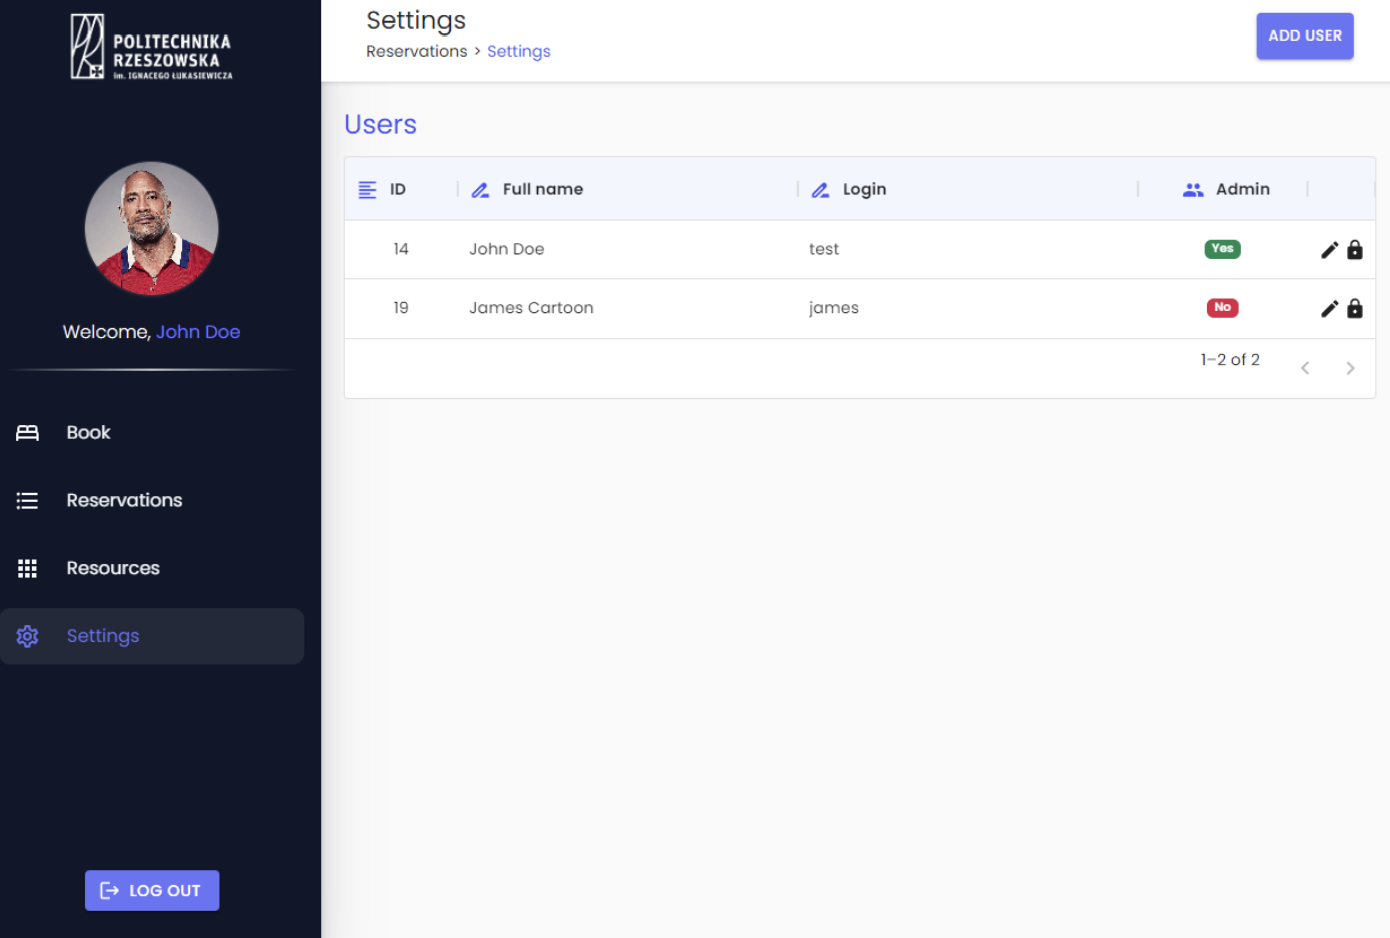 POLITECHNIKA
RZESZOWSKA
im. IGNACEGO ŁUKASIEWICZA
Welcome, John Doe
Book
Reservations
Resources
Settings
LOG OUT
Settings
Reservations > Settings
ADD USER
Users
ID Full name Login Admin
14 John Doe test Yes
19 James Cartoon james No
1–2 of 2